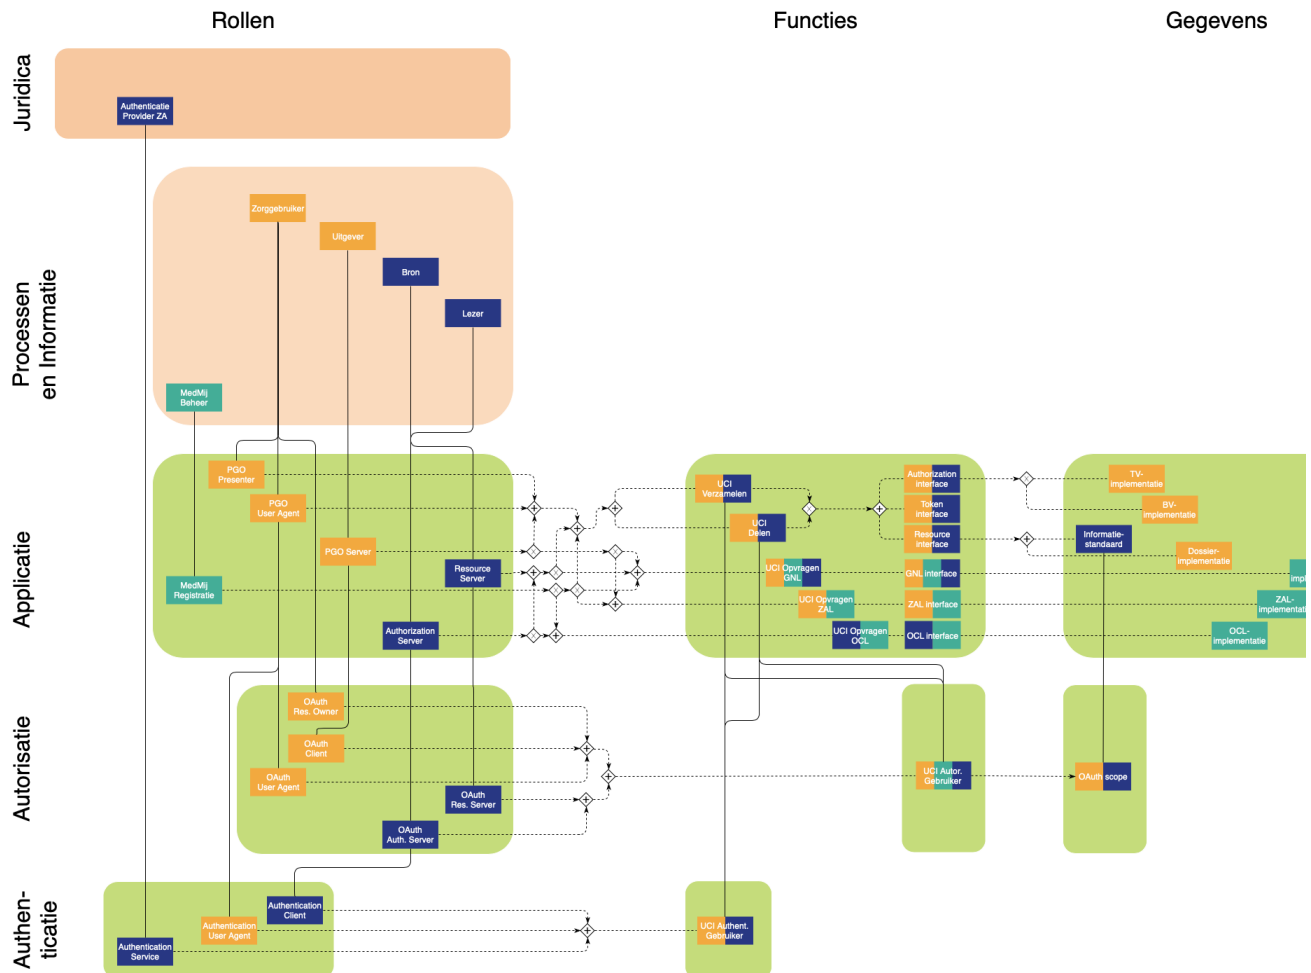 Rollen
Functies
Gegevens
Juridica
Authenticatie
Provider ZA
Processen
en Informatie
Zorggebruiker
Uitgever
Bron
Lezer
MedMij
Beheer
Applicatie
PGO
Presenter
PGO
User Agent
PGO Server
Resource
Server
MedMij
Registratie
Authorization
Server
UCI
Verzamelen
UCI
Delen
UCI Opvragen
GNL
UCI Opvragen
ZAL
UCI Opvragen
OCL
Authorization
interface
Token
interface
Resource
interface
GNL interface
ZAL interface
OCL interface
TV-
implementatie
BV-
implementatie
Informatie-
standaard
Dossier-
implementatie
impl
ZAL-
implementati
OCL-
implementatie
Autorisatie
OAuth
Res. Owner
OAuth
Client
OAuth
User Agent
OAuth
Res. Server
OAuth
Auth. Server
UCI Autor.
Gebruiker
OAuth scope
Authen-
ticatie
Authentication
Client
Authentication
User Agent
Authentication
Service
UCI Authent.
Gebruiker